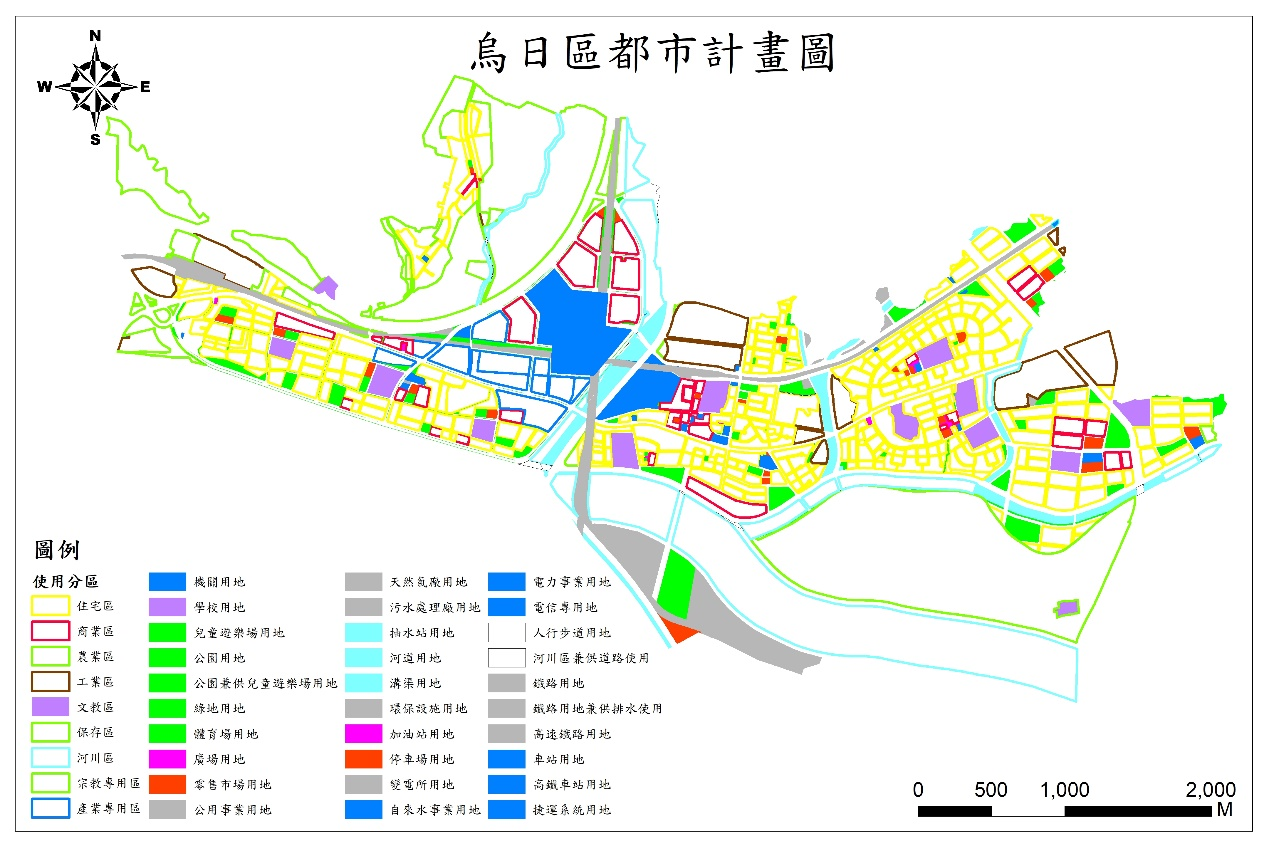 烏日區都市計畫圖
N
W E
S
圖例
使用分區
住宅區
商業區
農業區
工業區
文教區
保存區
河川區
宗教專用區
產業專用區
機關用地
學校用地
兒童遊樂場用地
公園用地
公園兼供兒童遊樂場用地
綠地用地
體育場用地
廣場用地
零售市場用地
公用事業用地
天然氣廠用地
污水處理廠用地
抽水站用地
河道用地
溝渠用地
環保設施用地
加油站用地
停車場用地
變電所用地
自來水事業用地
電力事業用地
電信專用地
人行步道用地
河川區兼供道路使用
鐵路用地
鐵路用地兼供排水使用
高速鐵路用地
車站用地
高鐵車站用地
捷運系統用地
0 500 1,000 2,000
M